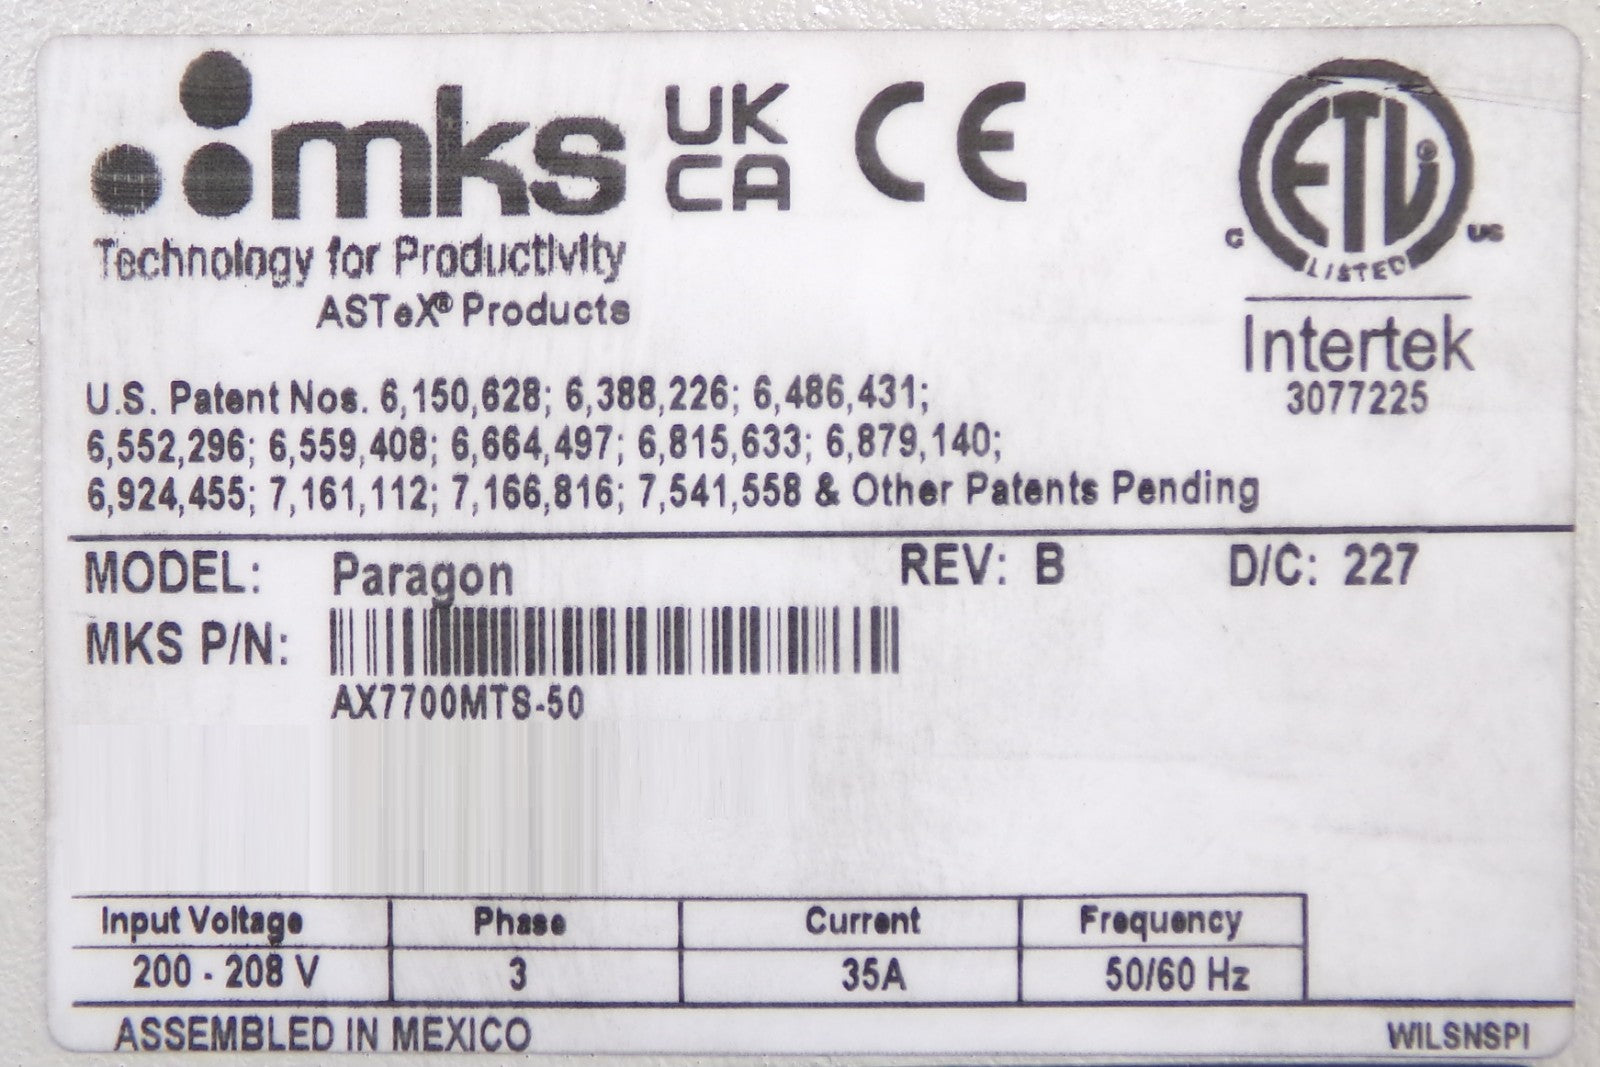 mks
UK
CA
CE
Technology for Productivity
ASTeX® Products
ETL
C US
LISTED
Intertek
3077225
U.S. Patent Nos. 6,150,628; 6,388,226; 6,486,431;
6,552,296; 6,559,408; 6,664,497; 6,815,633; 6,879,140;
6,924,455; 7,161,112; 7,166,816; 7,541,558 & Other Patents Pending
MODEL: Paragon REV: B D/C: 227
MKS P/N:
AX7700MTS-50
Input Voltage Phase Current Frequency
200 - 208 V 3 35A 50/60 Hz
ASSEMBLED IN MEXICO WILSNSPI